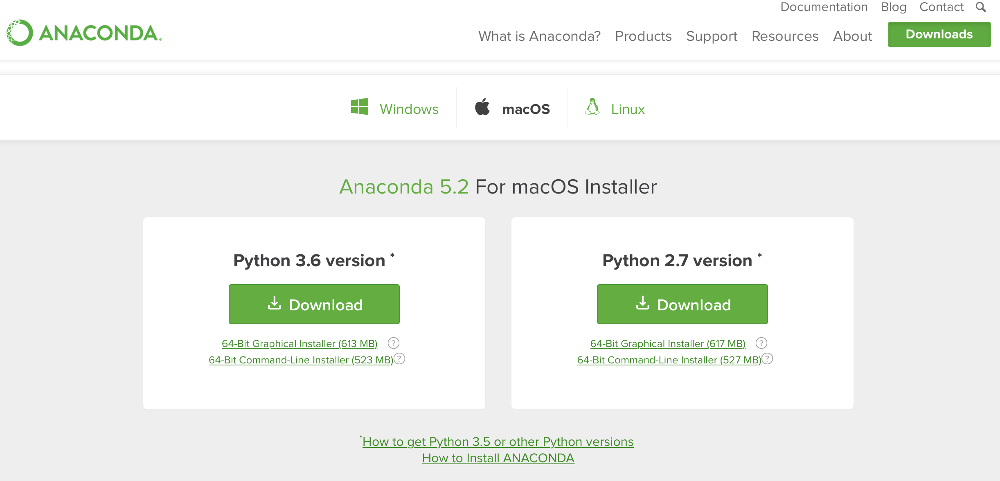 Documentation Blog Contact
ANANCONDA®
What is Anaconda? Products Support Resources About Downloads
Windows macOS Linux
Anaconda 5.2 For macOS Installer
Python 3.6 version *
Download
64-Bit Graphical Installer (613 MB) ?
64-Bit Command-Line Installer (523 MB) ?
Python 2.7 version *
Download
64-Bit Graphical Installer (617 MB) ?
64-Bit Command-Line Installer (527 MB) ?
*How to get Python 3.5 or other Python versions
How to Install ANACONDA